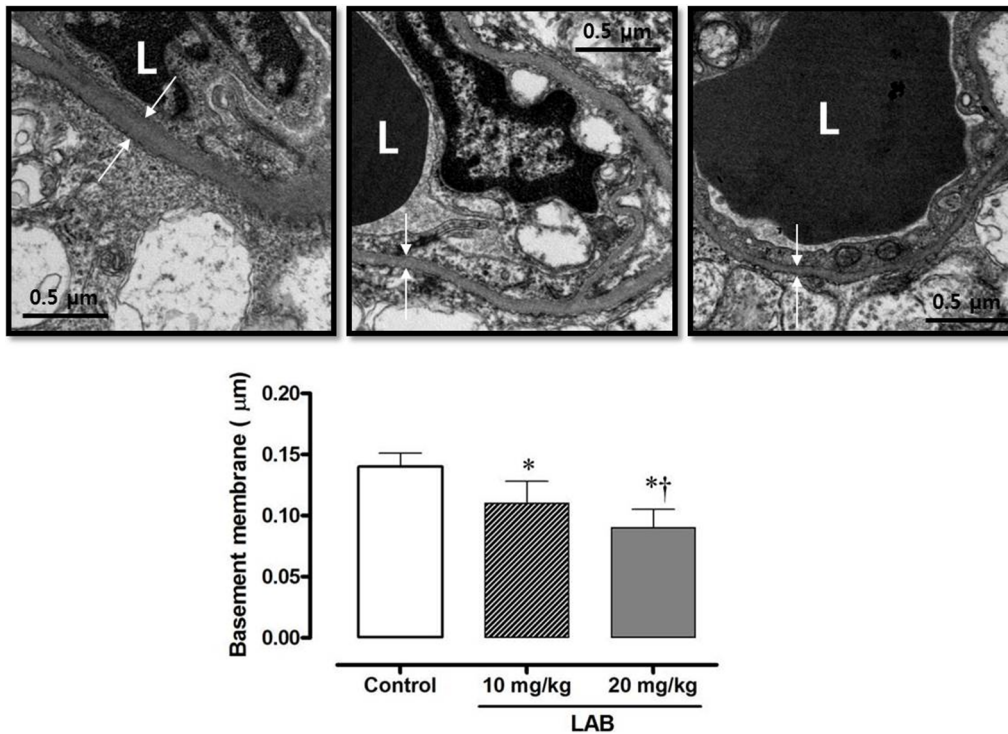 L
0.5 µm
L
0.5 µm
L
0.5 µm
Basement membrane ( µm)
0.20
0.15
0.10
0.05
0.00
*
*†
Control
10 mg/kg
20 mg/kg
LAB